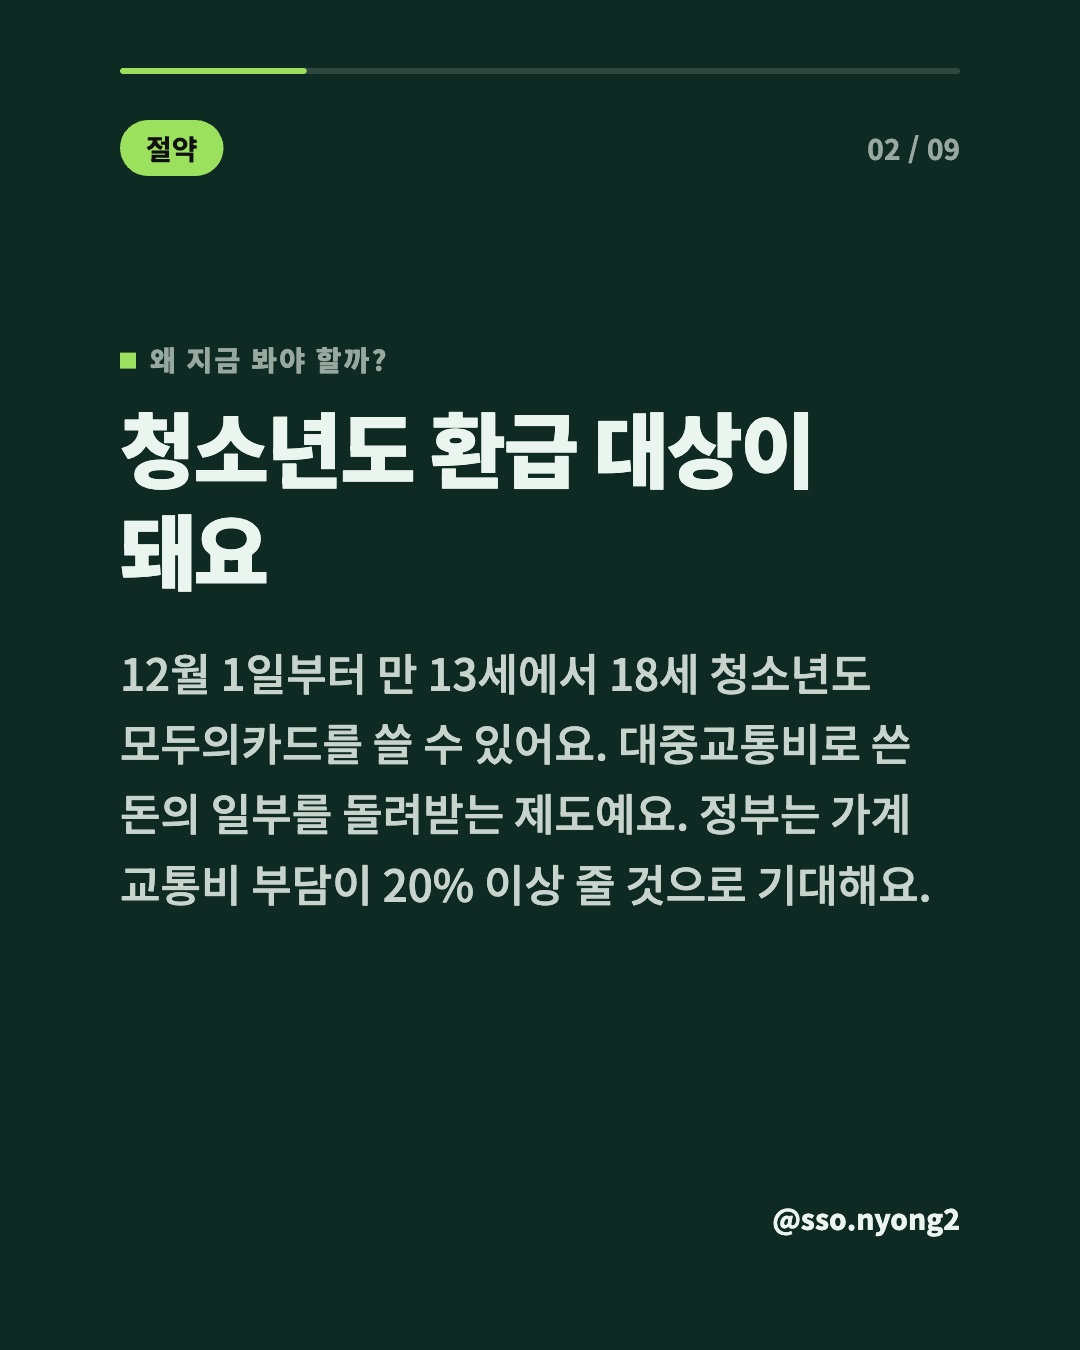 절약
02 / 09
왜 지금 봐야 할까?
청소년도 환급 대상이
돼요
12월 1일부터 만 13세에서 18세 청소년도
모두의카드를 쓸 수 있어요. 대중교통비로 쓴
돈의 일부를 돌려받는 제도예요. 정부는 가계
교통비 부담이 20% 이상 줄 것으로 기대해요.
@sso.nyong2